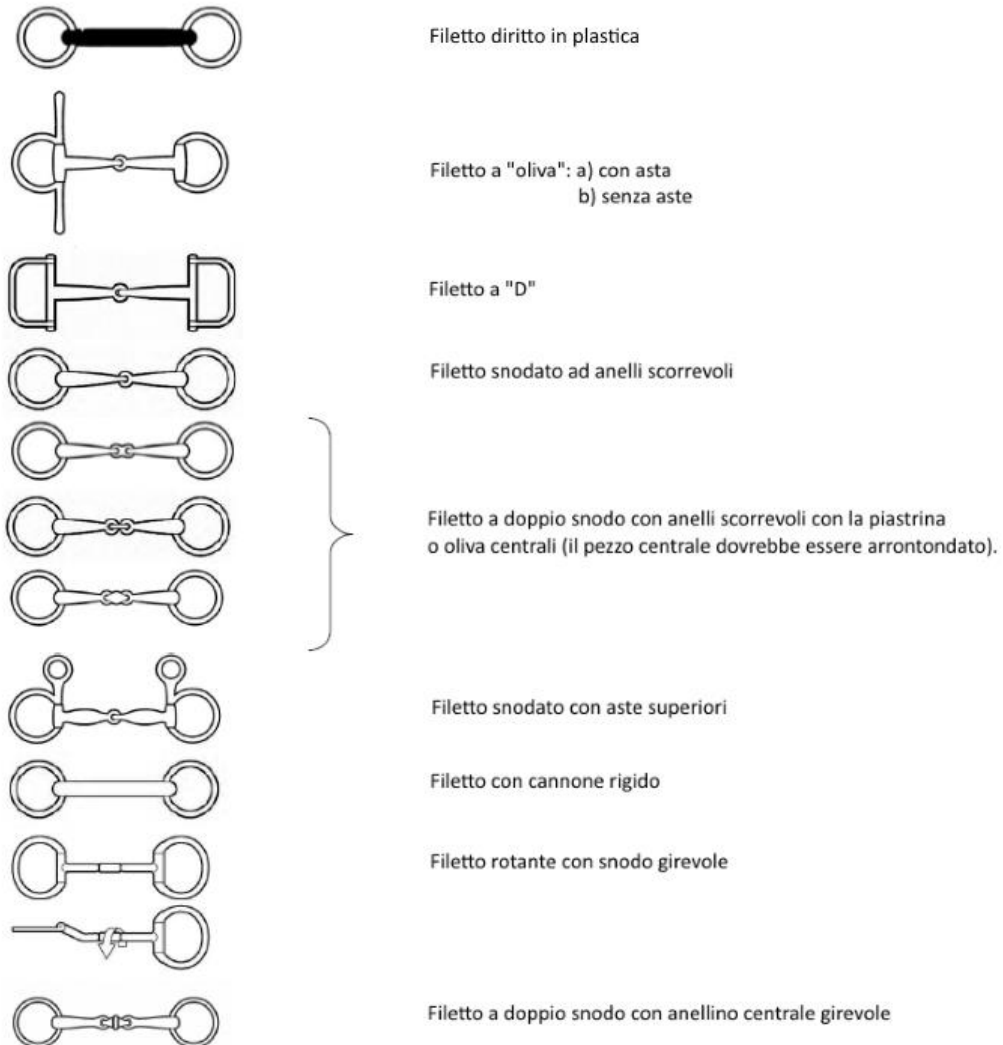 Filetto diritto in plastica
Filetto a "oliva": a) con asta
b) senza aste
Filetto a "D"
Filetto snodato ad anelli scorrevoli
Filetto a doppio snodo con anelli scorrevoli con la piastrina
o oliva centrali (il pezzo centrale dovrebbe essere arrontondato).
Filetto snodato con aste superiori
Filetto con cannone rigido
Filetto rotante con snodo girevole
Filetto a doppio snodo con anellino centrale girevole